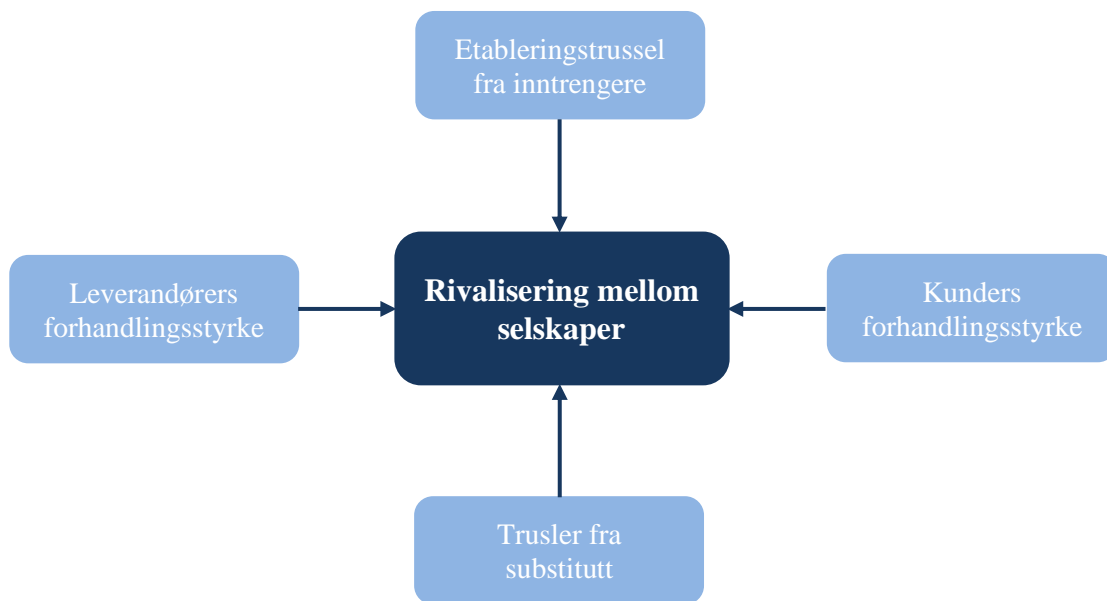 Etableringstrussel
fra inntrengere
Leverandørers
forhandlingsstyrke
Rivalisering mellom
selskaper
Kunders
forhandlingsstyrke
Trusler fra
substitutt